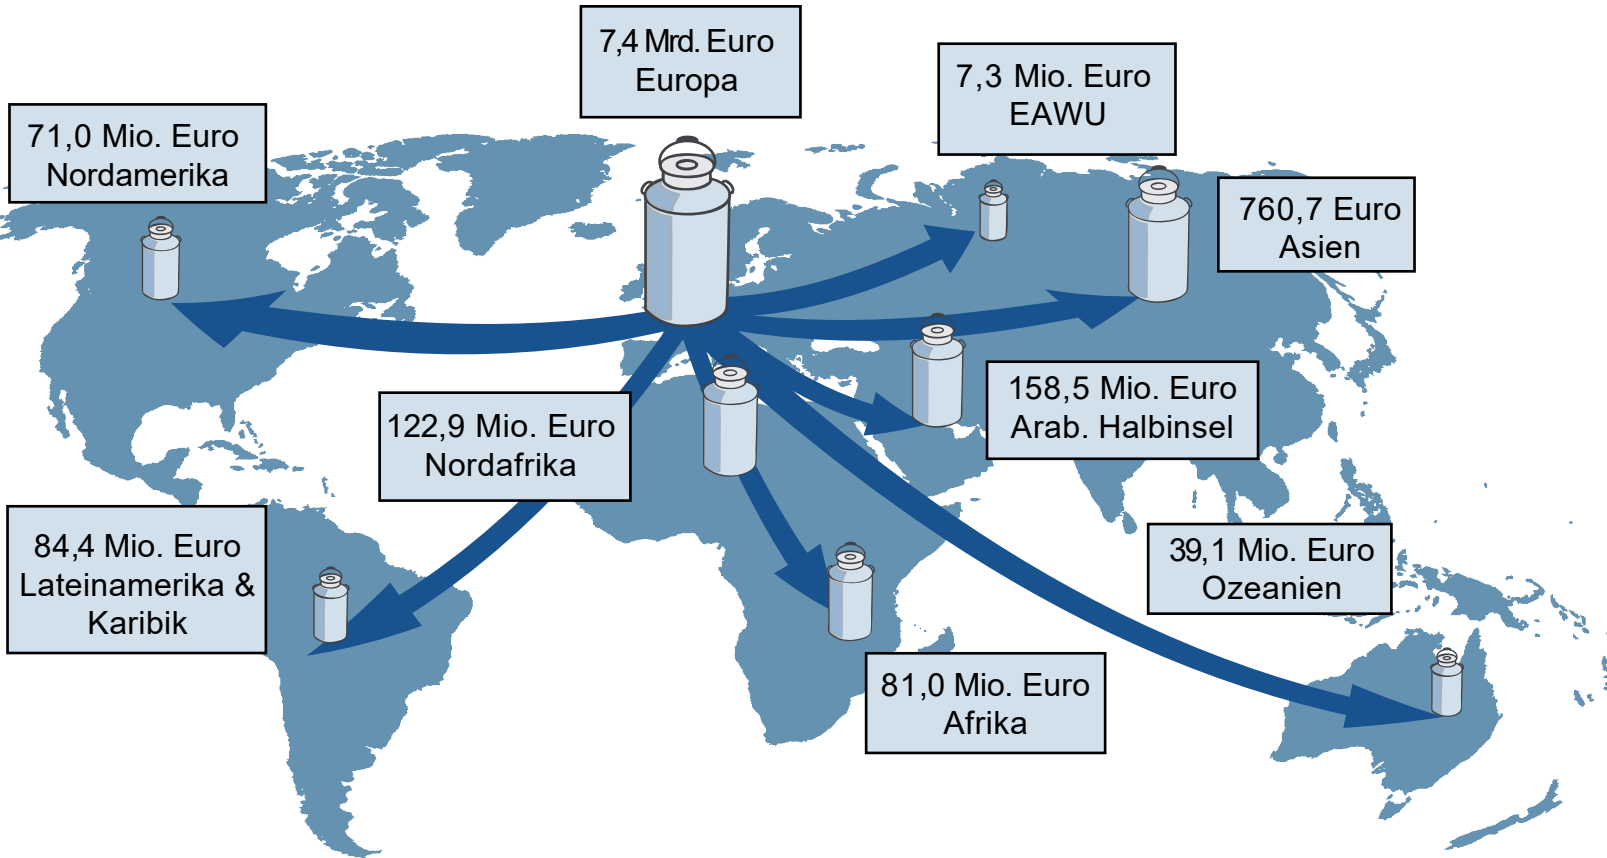 7,4 Mrd. Euro
Europa
7,3 Mio. Euro
EAWU
71,0 Mio. Euro
Nordamerika
760,7 Euro
Asien
158,5 Mio. Euro
Arab. Halbinsel
122,9 Mio. Euro
Nordafrika
84,4 Mio. Euro
Lateinamerika &
Karibik
39,1 Mio. Euro
Ozeanien
81,0 Mio. Euro
Afrika